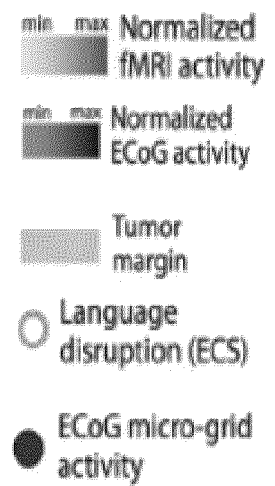 min max Normalized
fMRI activity
min max Normalized
ECoG activity
Tumor
margin
Language
disruption (ECS)
ECoG micro-grid
activity